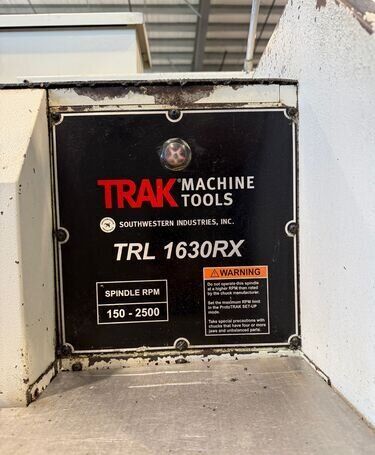 TRAK® MACHINE
TOOLS
SOUTHWESTERN INDUSTRIES, INC.
TRL 1630RX
SPINDLE RPM
150 - 2500
WARNING
Do not operate this spindle
at a higher RPM then rated
by the chuck manufacturer.
Set the maximum RPM limit
in the ProtoTRAK SET-UP
mode.
Take special precautions with
chucks that have four or more
jaws and unbalanced parts.